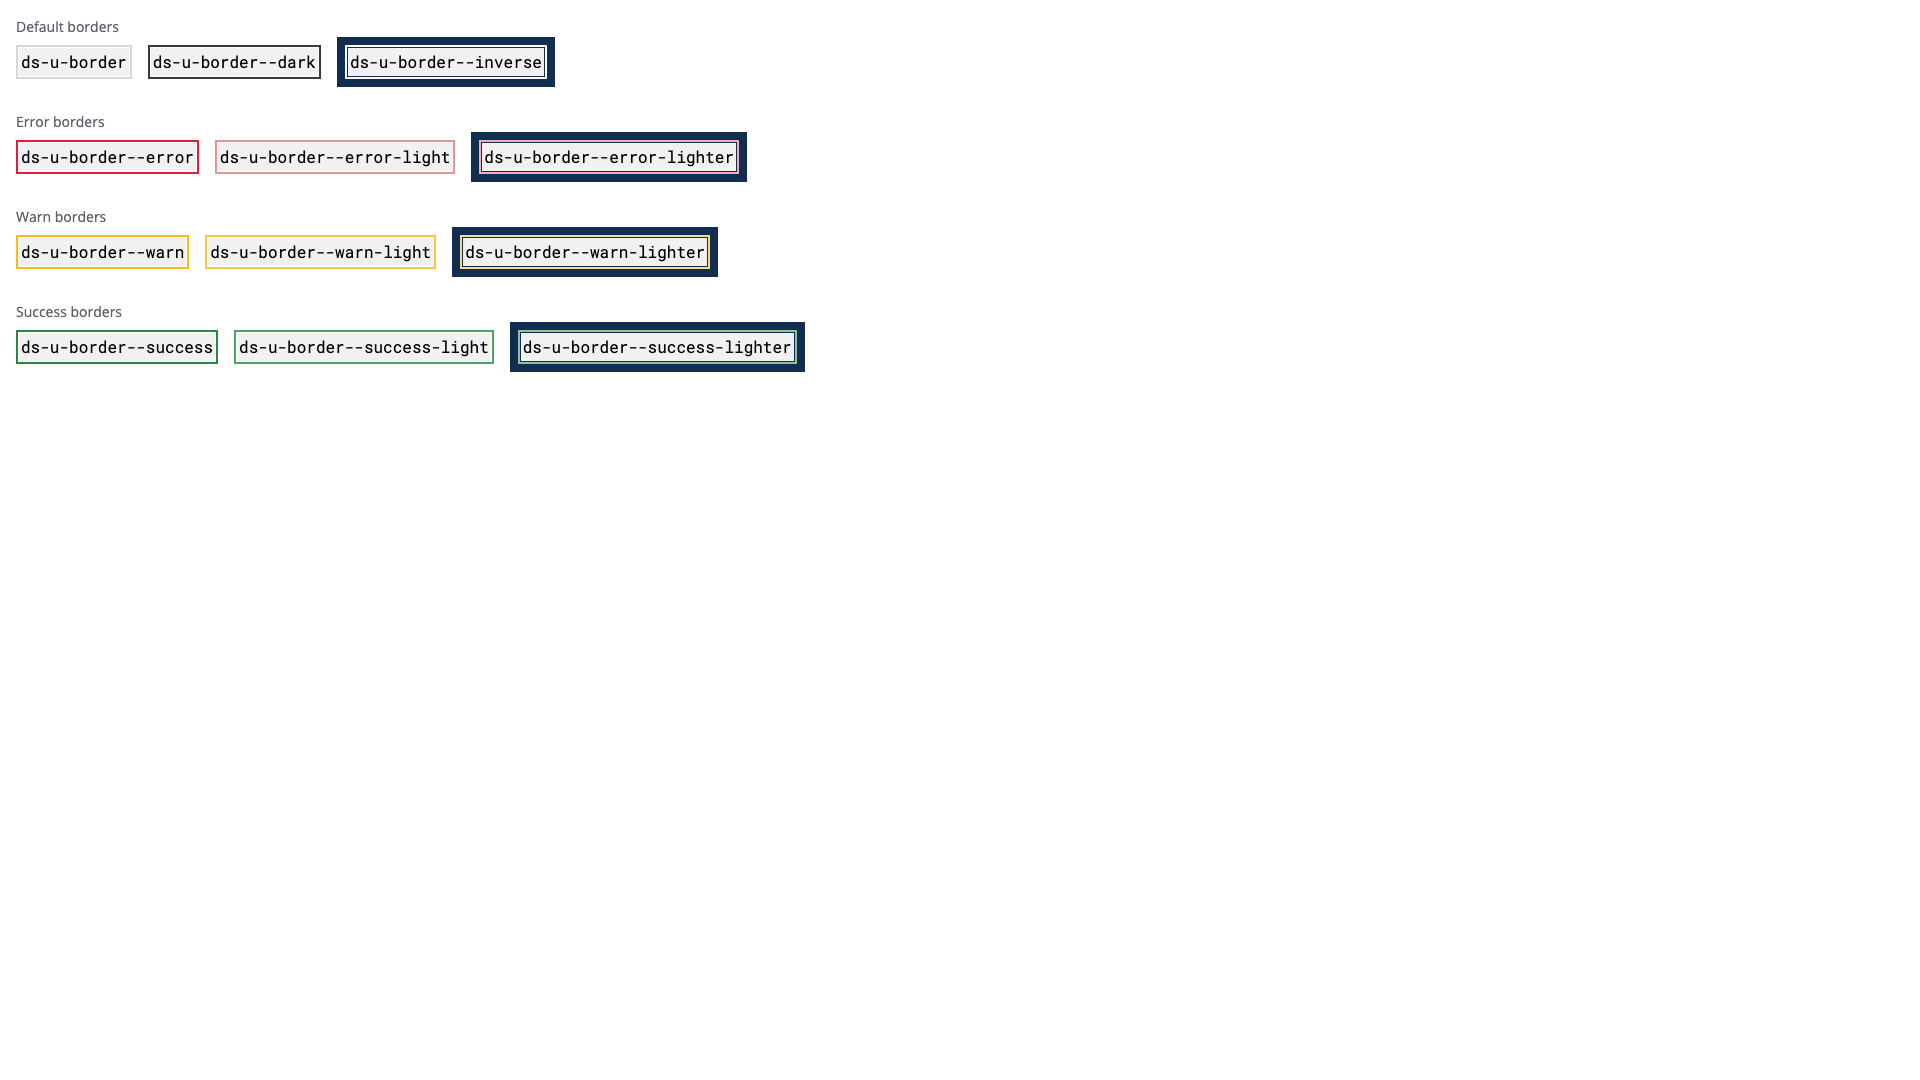 Default borders
ds-u-border ds-u-border--dark ds-u-border--inverse
Error borders
ds-u-border--error ds-u-border--error-light ds-u-border--error-lighter
Warn borders
ds-u-border--warn ds-u-border--warn-light ds-u-border--warn-lighter
Success borders
ds-u-border--success ds-u-border--success-light ds-u-border--success-lighter